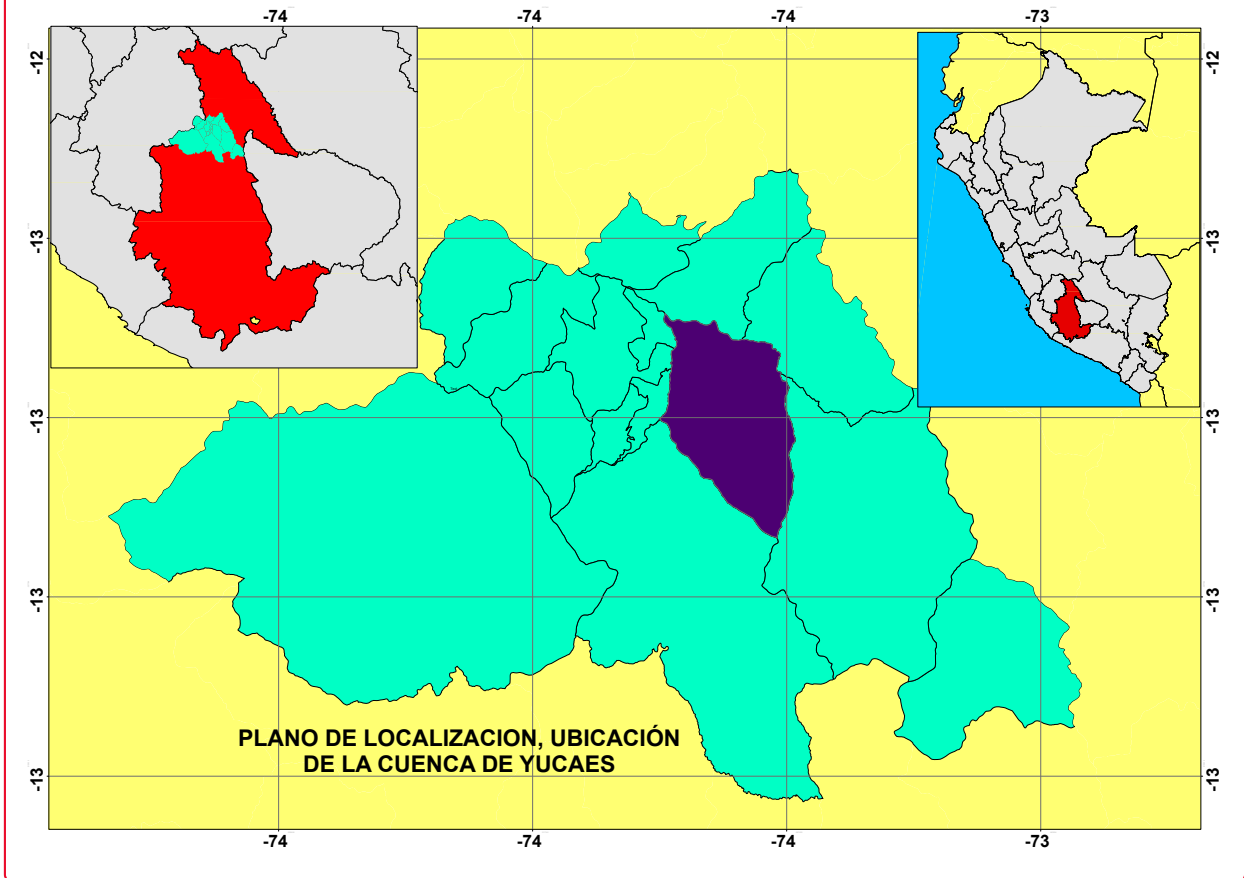 -74 -74 -73
-12 -12
-13 -13
-13 -13
-13 -13
PLANO DE LOCALIZACION, UBICACIÓN
DE LA CUENCA DE YUCAES
-13 -13
-74 -74 -74 -73